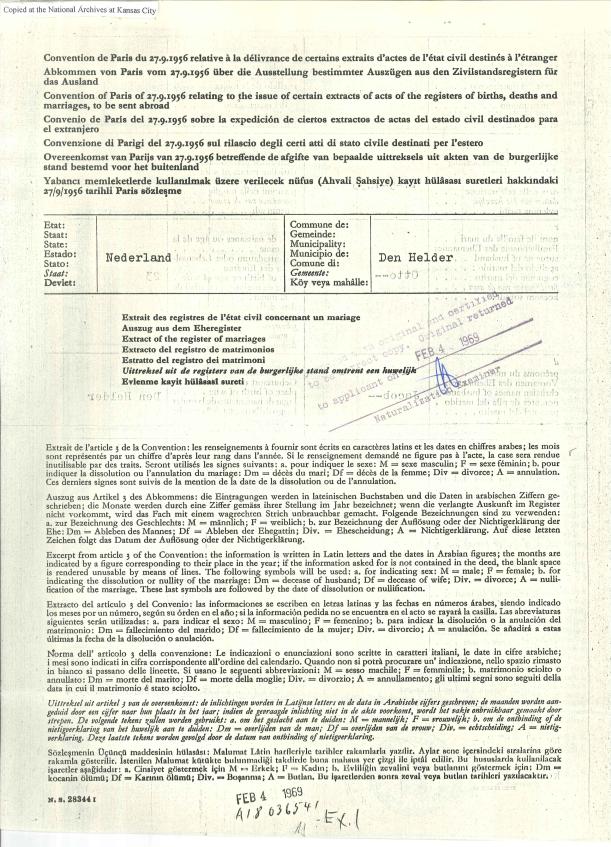 Copied at the National Archives at Kansas City
Convention de Paris du 27.9.1956 relative à la délivrance de certains extraits d'actes de l'état civil destinés à l'étranger
Abkommen von Paris vom 27.9.1956 über die Ausstellung bestimmter Auszügen aus den Zivilstandsregistern für
das Ausland
Convention of Paris of 27.9.1956 relating to the issue of certain extracts of acts of the registers of births, deaths and
marriages, to be sent abroad
Convenio de Paris del 27.9.1956 sobre la expedición de ciertos extractos de actas del estado civil destinados para
el extranjero
Convenzione di Parigi del 27.9.1956 sul rilascio degli certi atti di stato civile destinati per l'estero
Overeenkomst van Parijs van 27.9.1956 betreffende de afgifte van bepaalde uittreksels uit akten van de burgerlijke
stand bestemd voor het buitenland
Yabancı memleketlerde kullanılmak üzere verilecek nüfus (Ahvali Şahsiye) kayıt hülâsası suretleri hakkındaki
27/9/1956 tarihli Paris sözleşme
Etat:
Staat:
State:
Estado:
Stato:
Staat:
Devlet:
Nederland
Commune de:
Gemeinde:
Municipality:
Municipio de:
Comune di:
Gemeente:
Köy veya mahâlle:
Den Helder
Extrait des registres de l'état civil concernant un mariage
Auszug aus dem Eheregister
Extract of the register of marriages
Extracto del registro de matrimonios
Estratto del registro dei matrimoni
Uittreksel uit de registers van de burgerlijke stand omtrent een huwelijk
Evlenme kayit hülâsasi sureti
original and certified
copy. Original returned
to applicant on
FEB 4 1969
Naturalization Examiner
Extrait de l'article 3 de la Convention: les renseignements à fournir sont écrits en caractères latins et les dates en chiffres arabes; les mois
sont représentés par un chiffre d'après leur rang dans l'année. Si le renseignement demandé ne figure pas à l'acte, la case sera rendue
inutilisable par des traits. Seront utilisés les signes suivants: a. pour indiquer le sexe: M = sexe masculin; F = sexe féminin; b. pour
indiquer la dissolution ou l'annulation du mariage: Dm = décès du mari; Df = décès de la femme; Div = divorce; A = annulation.
Ces derniers signes sont suivis de la mention de la date de la dissolution ou de l'annulation.
Auszug aus Artikel 3 des Abkommens: die Eintragungen werden in lateinischen Buchstaben und die Daten in arabischen Ziffern ge-
schrieben; die Monate werden durch eine Ziffer gemäss ihrer Stellung im Jahr bezeichnet; wenn die verlangte Auskunft im Register
nicht vorkommt, wird das Fach mit einem wagrechten Strich unbrauchbar gemacht. Folgende Bezeichnungen sind zu verwenden:
a. zur Bezeichnung des Geschlechts: M = männlich; F = weiblich; b. zur Bezeichnung der Auflösung oder der Nichtigerklärung der
Ehe: Dm = Ableben des Mannes; Df = Ableben der Ehegattin; Div. = Ehescheidung; A = Nichtigerklärung. Auf diese letzten
Zeichen folgt das Datum der Auflösung oder der Nichtigerklärung.
Excerpt from article 3 of the Convention: the information is written in Latin letters and the dates in Arabian figures; the months are
indicated by a figure corresponding to their place in the year; if the information asked for is not contained in the deed, the blank space
is rendered unusable by means of lines. The following symbols will be used: a. for indicating sex: M = male; F = female; b. for
indicating the dissolution or nullity of the marriage: Dm = decease of husband; Df = decease of wife; Div. = divorce; A = nulli-
fication of the marriage. These last symbols are followed by the date of dissolution or nullification.
Extracto del articulo 3 del Convenio: las informaciones se escriben en letras latinas y las fechas en números árabes, siendo indicado
los meses por un número, según su órden en el año; si la información pedida no se encuentra en el acto se rayará la casilla. Las abreviaturas
siguientes serán utilizadas: a. para indicar el sexo: M = masculino; F = femenino; b. para indicar la disolución o la anulación del
matrimonio: Dm = fallecimiento del marido; Df = fallecimiento de la mujer; Div. = divorcio; A = anulación. Se añadirá a estas
últimas la fecha de la disolución o anulación.
Norma dell' articolo 3 della convenzione: Le indicazioni o enunciazioni sono scritte in caratteri italiani, le date in cifre arabiche;
i mesi sono indicati in cifra corrispondente all'ordine del calendario. Quando non si potrà procurare un' indicazione, nello spazio rimasto
in bianco si passano delle linette. Si usano le seguenti abbreviazioni: M = sesso machile; F = femminile; b. matrimonio sciolto o
annulato: Dm = morte del marito; Df = morte della moglie; Div. = divorzio; A = annullamento; gli ultimi segni sono seguiti della
data in cui il matrimonio é stato sciolto.
Uittreksel uit artikel 3 van de overeenkomst: de inlichtingen worden in Latijnse letters en de data in Arabische cijfers geschreven; de maanden worden aan-
geduid door een cijfer naar hun plaats in het jaar; indien de gevraagde inlichting niet in de akte voorkomt, wordt het vakje onbruikbaar gemaakt door
strepen. De volgende tekens zullen worden gebruikt: a. om het geslacht aan te duiden: M = mannelijk; F = vrouwelijk; b. om de ontbinding of
nietigverklaring van het huwelijk aan te duiden: Dm = overlijden van de man; Df = overlijden van de vrouw; Div. = echtscheiding; A = nietig-
verklaring. Deze laatste tekens worden gevolgd door de datum van ontbinding of nietigverklaring.
Sözleşmenin Üçünçü maddesinin hülâsası: Malumat Lâtin harfleriyle tarihler rakamlarla yazılır. Aylar sene içersindeki sıralarina göre
rakamla gösterilir. İstenilen Malumat kütükte bulunmadiği takdirde buna mahsus yer çizgi ile iptâl edilir. Bu hususlarda kullanılacak
işaretler aşağıdadır: a. Cinsiyet göstermek için M = Erkek; F = Kadin; b. Evliliğin zevalini veya butlanını göstermek için: Dm =
kocanin ölümü; Df = Karının ölümü; Div. = Boşanma; A = Butlan. Bu işaretlerden sonra zeval veya butlan tarihleri yazılacaktır.
N.S. 28344 I
FEB 4 1969
A18 036541
M - Ex. 1